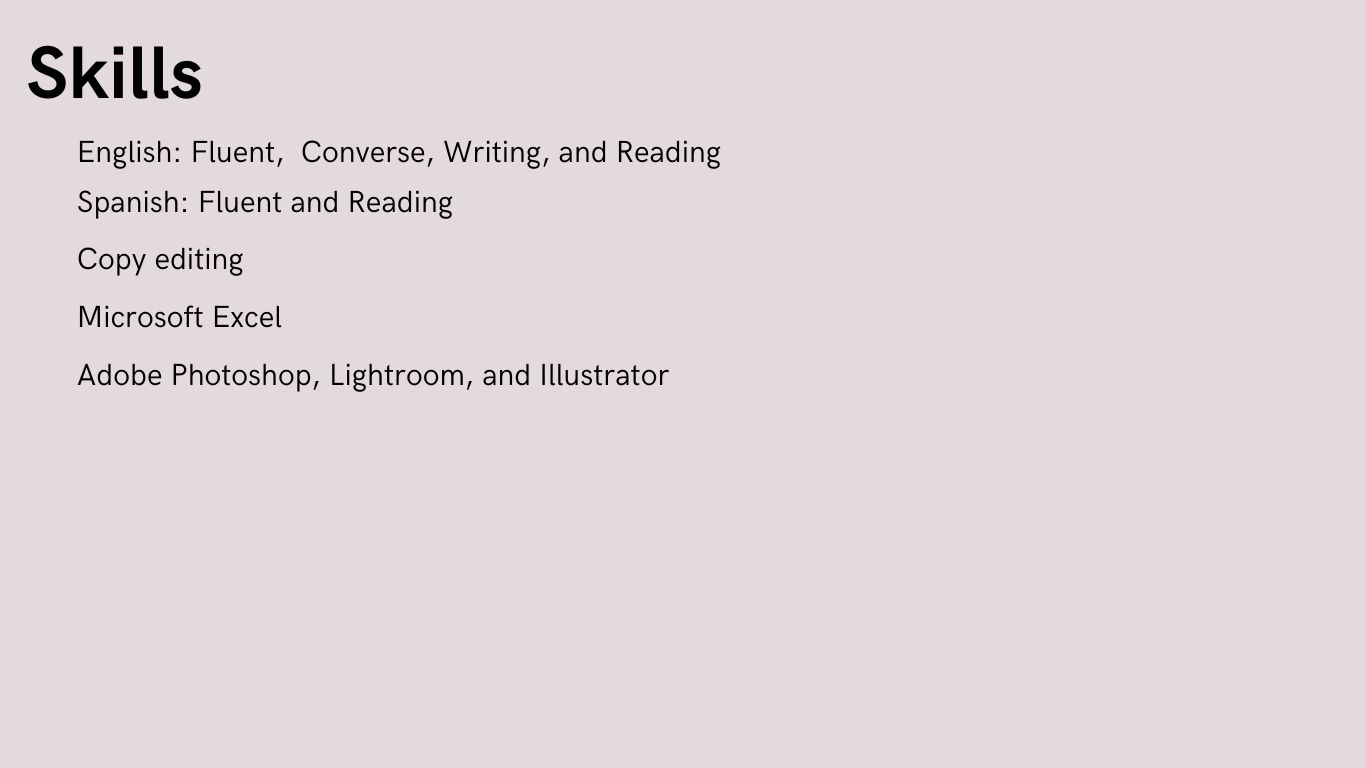 Skills
English: Fluent,  Converse, Writing, and Reading
Spanish: Fluent and Reading
Copy editing
Microsoft Excel
Adobe Photoshop, Lightroom, and Illustrator